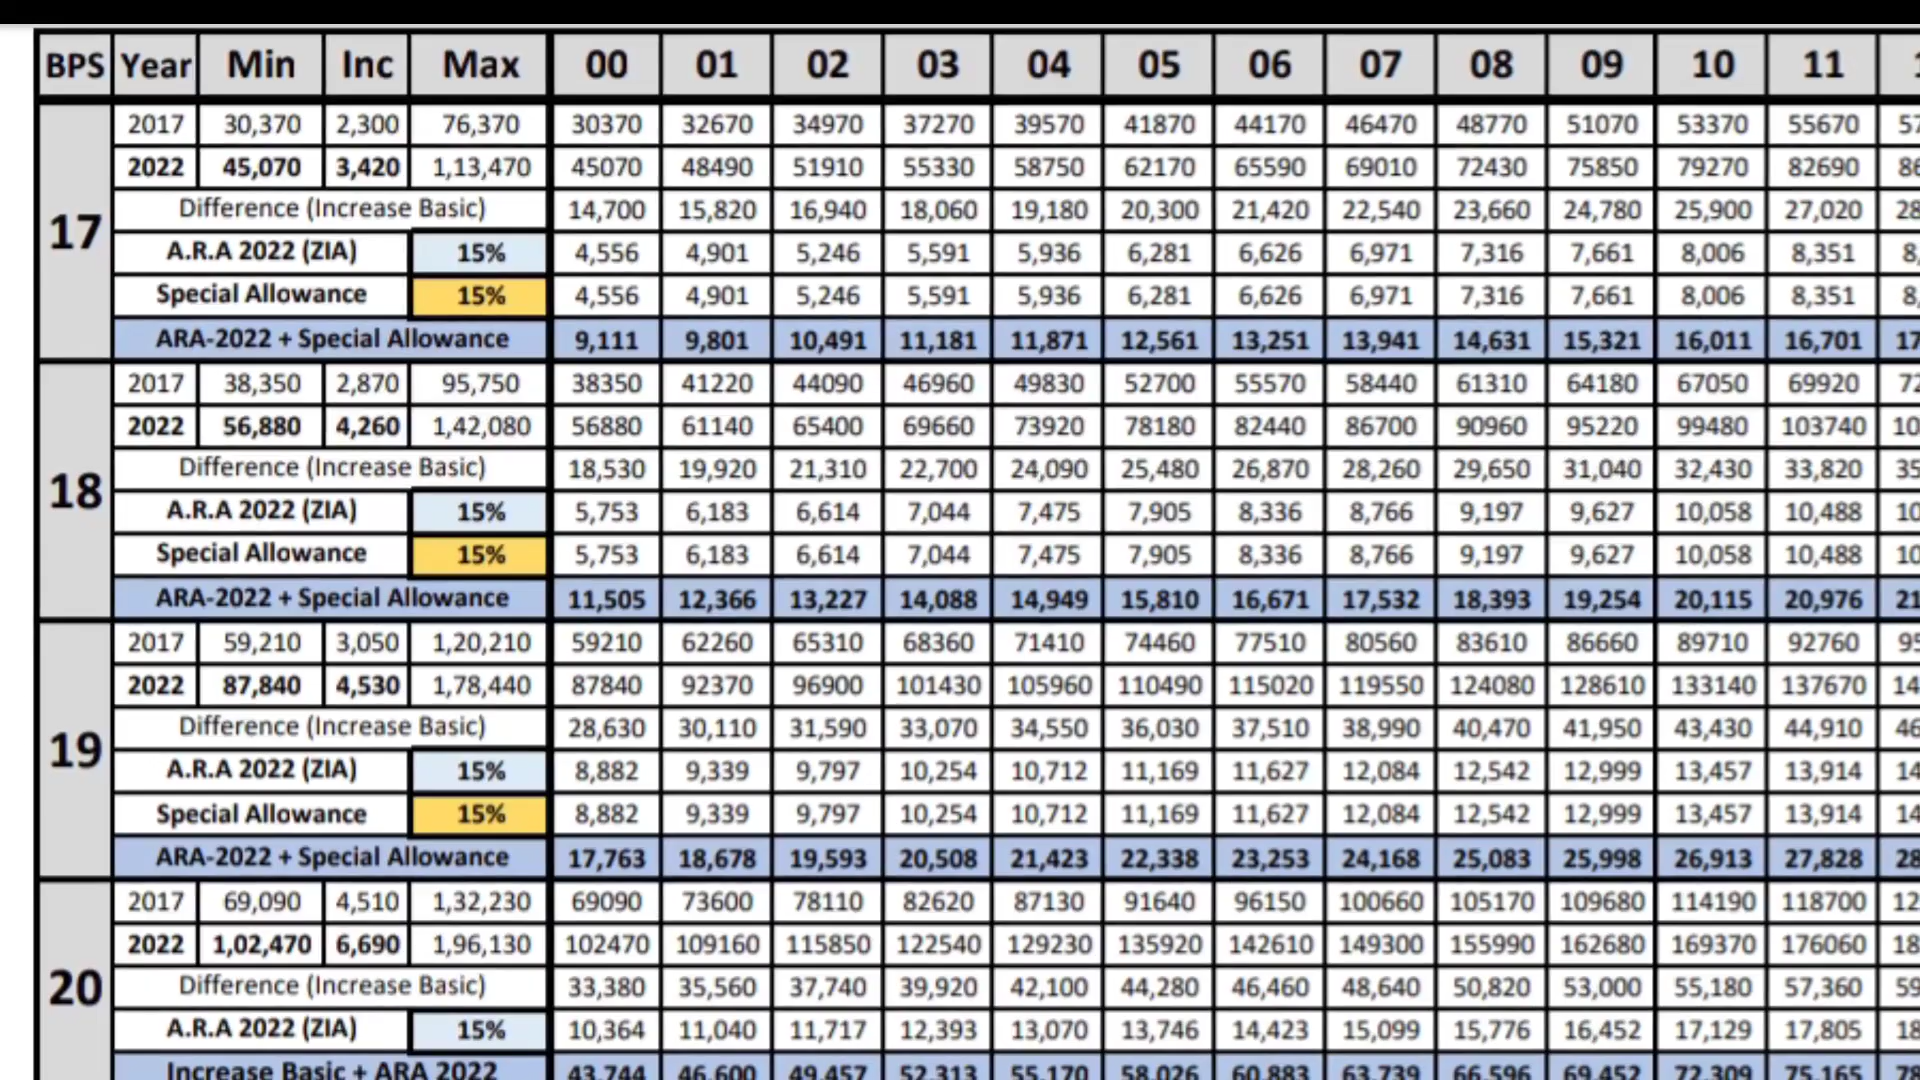 BPS Year Min Inc Max 00 01 02 03 04 05 06 07 08 09 10 11
17
2017 30,370 2,300 76,370 30370 32670 34970 37270 39570 41870 44170 46470 48770 51070 53370 55670 57
2022 45,070 3,420 1,13,470 45070 48490 51910 55330 58750 62170 65590 69010 72430 75850 79270 82690 86
Difference (Increase Basic) 14,700 15,820 16,940 18,060 19,180 20,300 21,420 22,540 23,660 24,780 25,900 27,020 28
A.R.A 2022 (ZIA) 15% 4,556 4,901 5,246 5,591 5,936 6,281 6,626 6,971 7,316 7,661 8,006 8,351 8,
Special Allowance 15% 4,556 4,901 5,246 5,591 5,936 6,281 6,626 6,971 7,316 7,661 8,006 8,351 8,
ARA-2022 + Special Allowance 9,111 9,801 10,491 11,181 11,871 12,561 13,251 13,941 14,631 15,321 16,011 16,701 17
18
2017 38,350 2,870 95,750 38350 41220 44090 46960 49830 52700 55570 58440 61310 64180 67050 69920 72
2022 56,880 4,260 1,42,080 56880 61140 65400 69660 73920 78180 82440 86700 90960 95220 99480 103740 10
Difference (Increase Basic) 18,530 19,920 21,310 22,700 24,090 25,480 26,870 28,260 29,650 31,040 32,430 33,820 35
A.R.A 2022 (ZIA) 15% 5,753 6,183 6,614 7,044 7,475 7,905 8,336 8,766 9,197 9,627 10,058 10,488 10
Special Allowance 15% 5,753 6,183 6,614 7,044 7,475 7,905 8,336 8,766 9,197 9,627 10,058 10,488 10
ARA-2022 + Special Allowance 11,505 12,366 13,227 14,088 14,949 15,810 16,671 17,532 18,393 19,254 20,115 20,976 21
19
2017 59,210 3,050 1,20,210 59210 62260 65310 68360 71410 74460 77510 80560 83610 86660 89710 92760 95
2022 87,840 4,530 1,78,440 87840 92370 96900 101430 105960 110490 115020 119550 124080 128610 133140 137670 14
Difference (Increase Basic) 28,630 30,110 31,590 33,070 34,550 36,030 37,510 38,990 40,470 41,950 43,430 44,910 46
A.R.A 2022 (ZIA) 15% 8,882 9,339 9,797 10,254 10,712 11,169 11,627 12,084 12,542 12,999 13,457 13,914 14
Special Allowance 15% 8,882 9,339 9,797 10,254 10,712 11,169 11,627 12,084 12,542 12,999 13,457 13,914 14
ARA-2022 + Special Allowance 17,763 18,678 19,593 20,508 21,423 22,338 23,253 24,168 25,083 25,998 26,913 27,828 28
20
2017 69,090 4,510 1,32,230 69090 73600 78110 82620 87130 91640 96150 100660 105170 109680 114190 118700 12
2022 1,02,470 6,690 1,96,130 102470 109160 115850 122540 129230 135920 142610 149300 155990 162680 169370 176060 18
Difference (Increase Basic) 33,380 35,560 37,740 39,920 42,100 44,280 46,460 48,640 50,820 53,000 55,180 57,360 59
A.R.A 2022 (ZIA) 15% 10,364 11,040 11,717 12,393 13,070 13,746 14,423 15,099 15,776 16,452 17,129 17,805 18
Increase Basic + ARA 2022 43,744 46,600 49,457 52,313 55,170 58,026 60,883 63,739 66,596 69,452 72,309 75,165 78